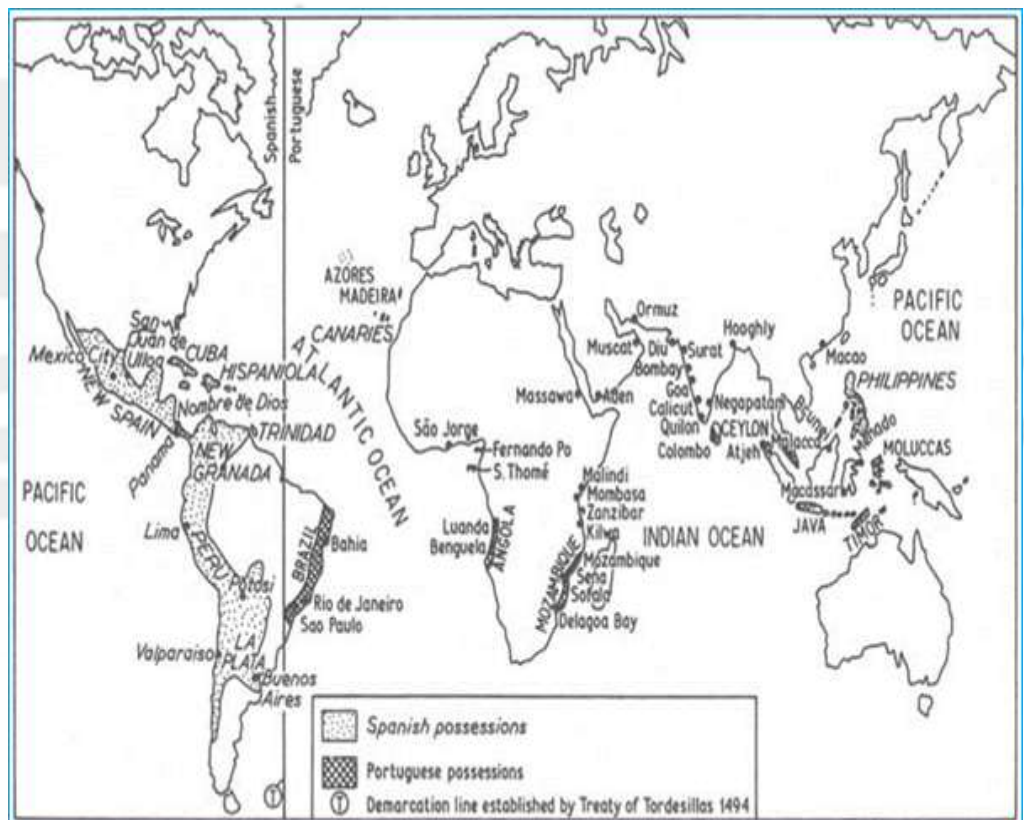 Spanish
Portuguese
AZORES
MADEIRA
CANARIES
ATLANTIC OCEAN
San
Juan de
Ulloa
Mexico City
CUBA
HISPANIOLA
NEW SPAIN
Nombre de Dios
TRINIDAD
Panama
NEW
GRANADA
PACIFIC
OCEAN
Lima
PERU
Potosi
BRAZIL
Bahia
Rio de Janeiro
Sao Paulo
LA
PLATA
Valparaiso
Buenos
Aires
São Jorge
Fernando Po
S. Thomé
Luanda
Benguela
ANGOLA
MOZAMBIQUE
Massawa
Aden
Muscat
Ormuz
Diu
Surat
Bombay
Goa
Calicut
Quilon
Colombo
Hooghly
Negapatam
CEYLON
Atjeh
Malacca
Macao
PHILIPPINES
Menado
MOLUCCAS
Macassar
JAVA
TIMOR
PACIFIC
OCEAN
INDIAN OCEAN
Malindi
Mombasa
Zanzibar
Kilwa
Mozambique
Sena
Sofala
Delagoa Bay
T
Spanish possessions
Portuguese possessions
T Demarcation line established by Treaty of Tordesillas 1494